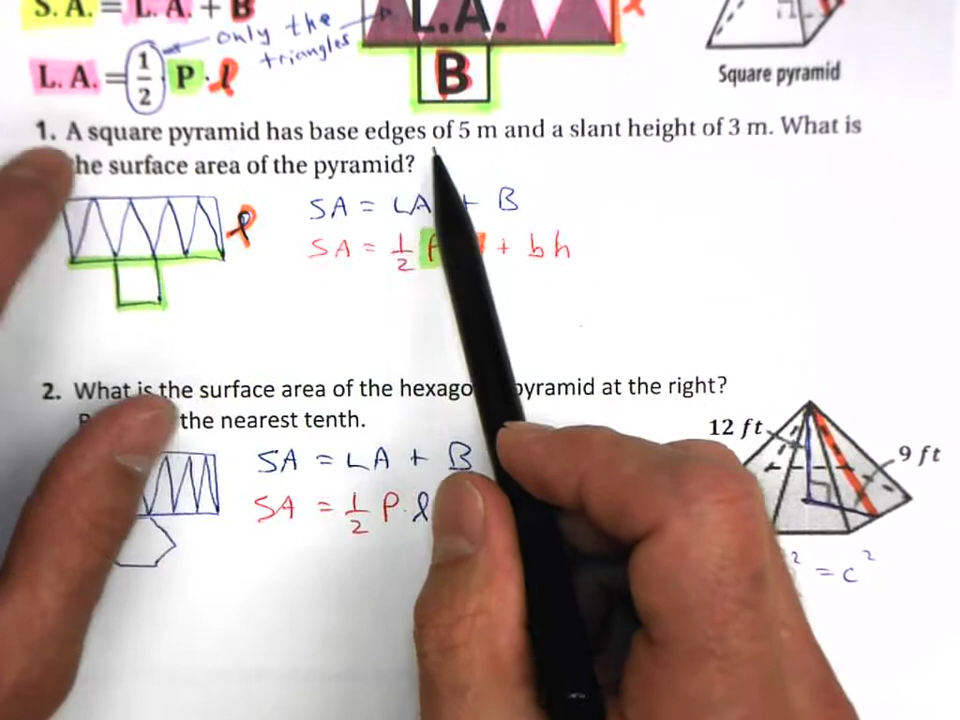 S. A. = L. A. + B
only the triangles
L.A.
L. A. = 1/2 P · l
B
Square pyramid
1. A square pyramid has base edges of 5 m and a slant height of 3 m. What is
he surface area of the pyramid?
l
SA = LA + B
SA = 1/2 P + bh
2. What is the surface area of the hexago pyramid at the right?
the nearest tenth.
12 ft
9 ft
SA = LA + B
SA = 1/2 P · l
² = c²